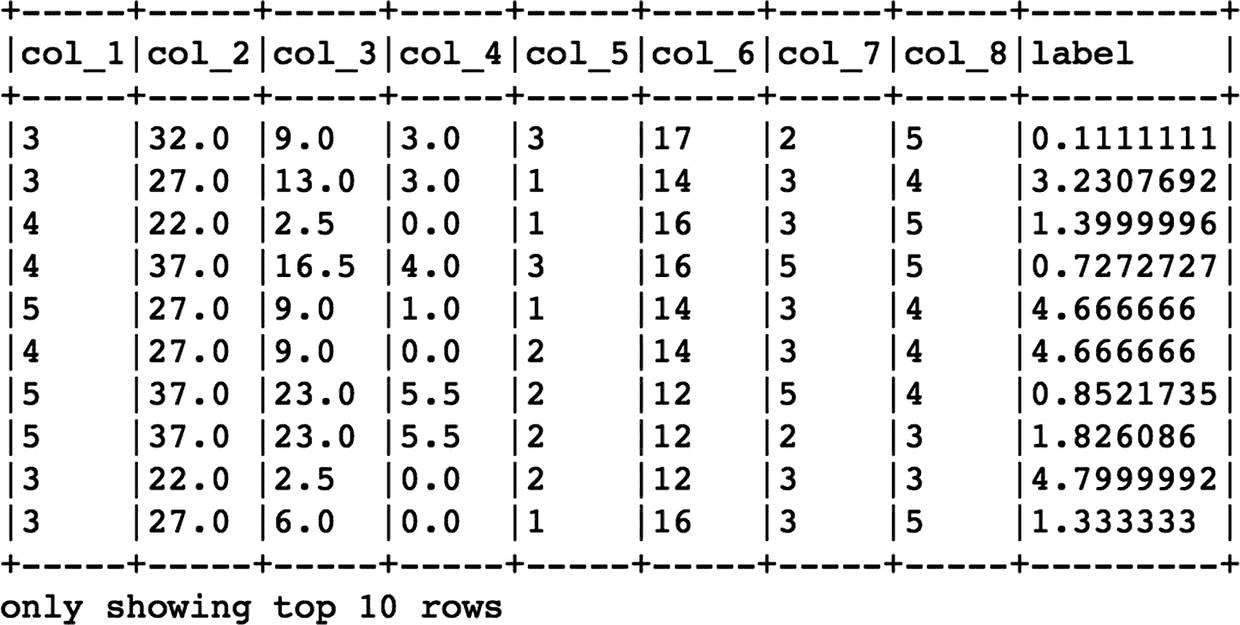 +-----+-----+-----+-----+-----+-----+-----+-----+---------+
|col_1|col_2|col_3|col_4|col_5|col_6|col_7|col_8|label    |
+-----+-----+-----+-----+-----+-----+-----+-----+---------+
|3    |32.0 |9.0  |3.0  |3    |17   |2    |5    |0.1111111|
|3    |27.0 |13.0 |3.0  |1    |14   |3    |4    |3.2307692|
|4    |22.0 |2.5  |0.0  |1    |16   |3    |5    |1.3999996|
|4    |37.0 |16.5 |4.0  |3    |16   |5    |5    |0.7272727|
|5    |27.0 |9.0  |1.0  |1    |14   |3    |4    |4.666666 |
|4    |27.0 |9.0  |0.0  |2    |14   |3    |4    |4.666666 |
|5    |37.0 |23.0 |5.5  |2    |12   |5    |4    |0.8521735|
|5    |37.0 |23.0 |5.5  |2    |12   |2    |3    |1.826086 |
|3    |22.0 |2.5  |0.0  |2    |12   |3    |3    |4.7999992|
|3    |27.0 |6.0  |0.0  |1    |16   |3    |5    |1.333333 |
+-----+-----+-----+-----+-----+-----+-----+-----+---------+
only showing top 10 rows